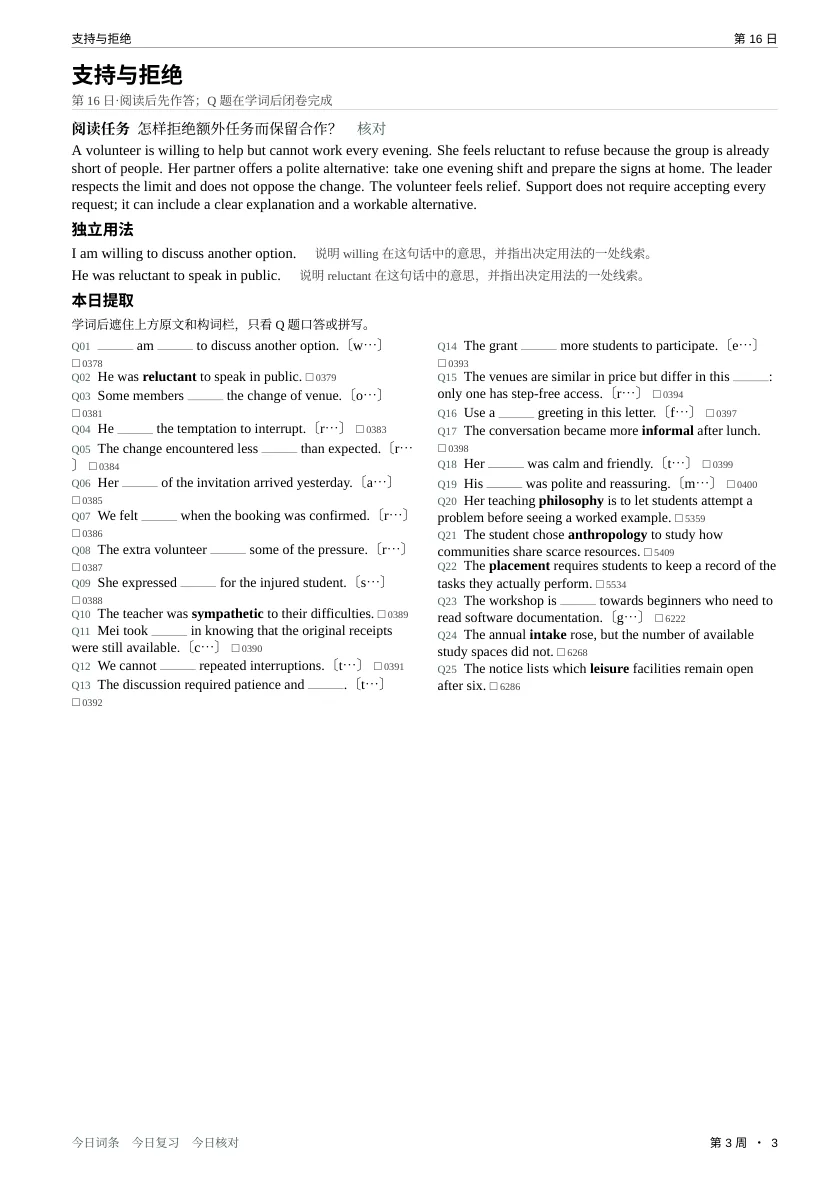 支持与拒绝 第 16 日
支持与拒绝
第 16 日·阅读后先作答；Q 题在学词后闭卷完成
阅读任务 怎样拒绝额外任务而保留合作？ 核对
A volunteer is willing to help but cannot work every evening. She feels reluctant to refuse because the group is already
short of people. Her partner offers a polite alternative: take one evening shift and prepare the signs at home. The leader
respects the limit and does not oppose the change. The volunteer feels relief. Support does not require accepting every
request; it can include a clear explanation and a workable alternative.
独立用法
I am willing to discuss another option. 说明 willing 在这句话中的意思，并指出决定用法的一处线索。
He was reluctant to speak in public. 说明 reluctant 在这句话中的意思，并指出决定用法的一处线索。
本日提取
学词后遮住上方原文和构词栏，只看 Q 题口答或拼写。
Q01 _____ am _____ to discuss another option.〔w···〕
□ 0378
Q02 He was reluctant to speak in public. □ 0379
Q03 Some members _____ the change of venue.〔o···〕
□ 0381
Q04 He _____ the temptation to interrupt.〔r···〕 □ 0383
Q05 The change encountered less _____ than expected.〔r···
〕 □ 0384
Q06 Her _____ of the invitation arrived yesterday.〔a···〕
□ 0385
Q07 We felt _____ when the booking was confirmed.〔r···〕
□ 0386
Q08 The extra volunteer _____ some of the pressure.〔r···〕
□ 0387
Q09 She expressed _____ for the injured student.〔s···〕
□ 0388
Q10 The teacher was sympathetic to their difficulties. □ 0389
Q11 Mei took _____ in knowing that the original receipts
were still available.〔c···〕 □ 0390
Q12 We cannot _____ repeated interruptions.〔t···〕 □ 0391
Q13 The discussion required patience and _____.〔t···〕
□ 0392
Q14 The grant _____ more students to participate.〔e···〕
□ 0393
Q15 The venues are similar in price but differ in this _____:
only one has step-free access.〔r···〕 □ 0394
Q16 Use a _____ greeting in this letter.〔f···〕 □ 0397
Q17 The conversation became more informal after lunch.
□ 0398
Q18 Her _____ was calm and friendly.〔t···〕 □ 0399
Q19 His _____ was polite and reassuring.〔m···〕 □ 0400
Q20 Her teaching philosophy is to let students attempt a
problem before seeing a worked example. □ 5359
Q21 The student chose anthropology to study how
communities share scarce resources. □ 5409
Q22 The placement requires students to keep a record of the
tasks they actually perform. □ 5534
Q23 The workshop is _____ towards beginners who need to
read software documentation.〔g···〕 □ 6222
Q24 The annual intake rose, but the number of available
study spaces did not. □ 6268
Q25 The notice lists which leisure facilities remain open
after six. □ 6286
今日词条 今日复习 今日核对 第 3 周 · 3